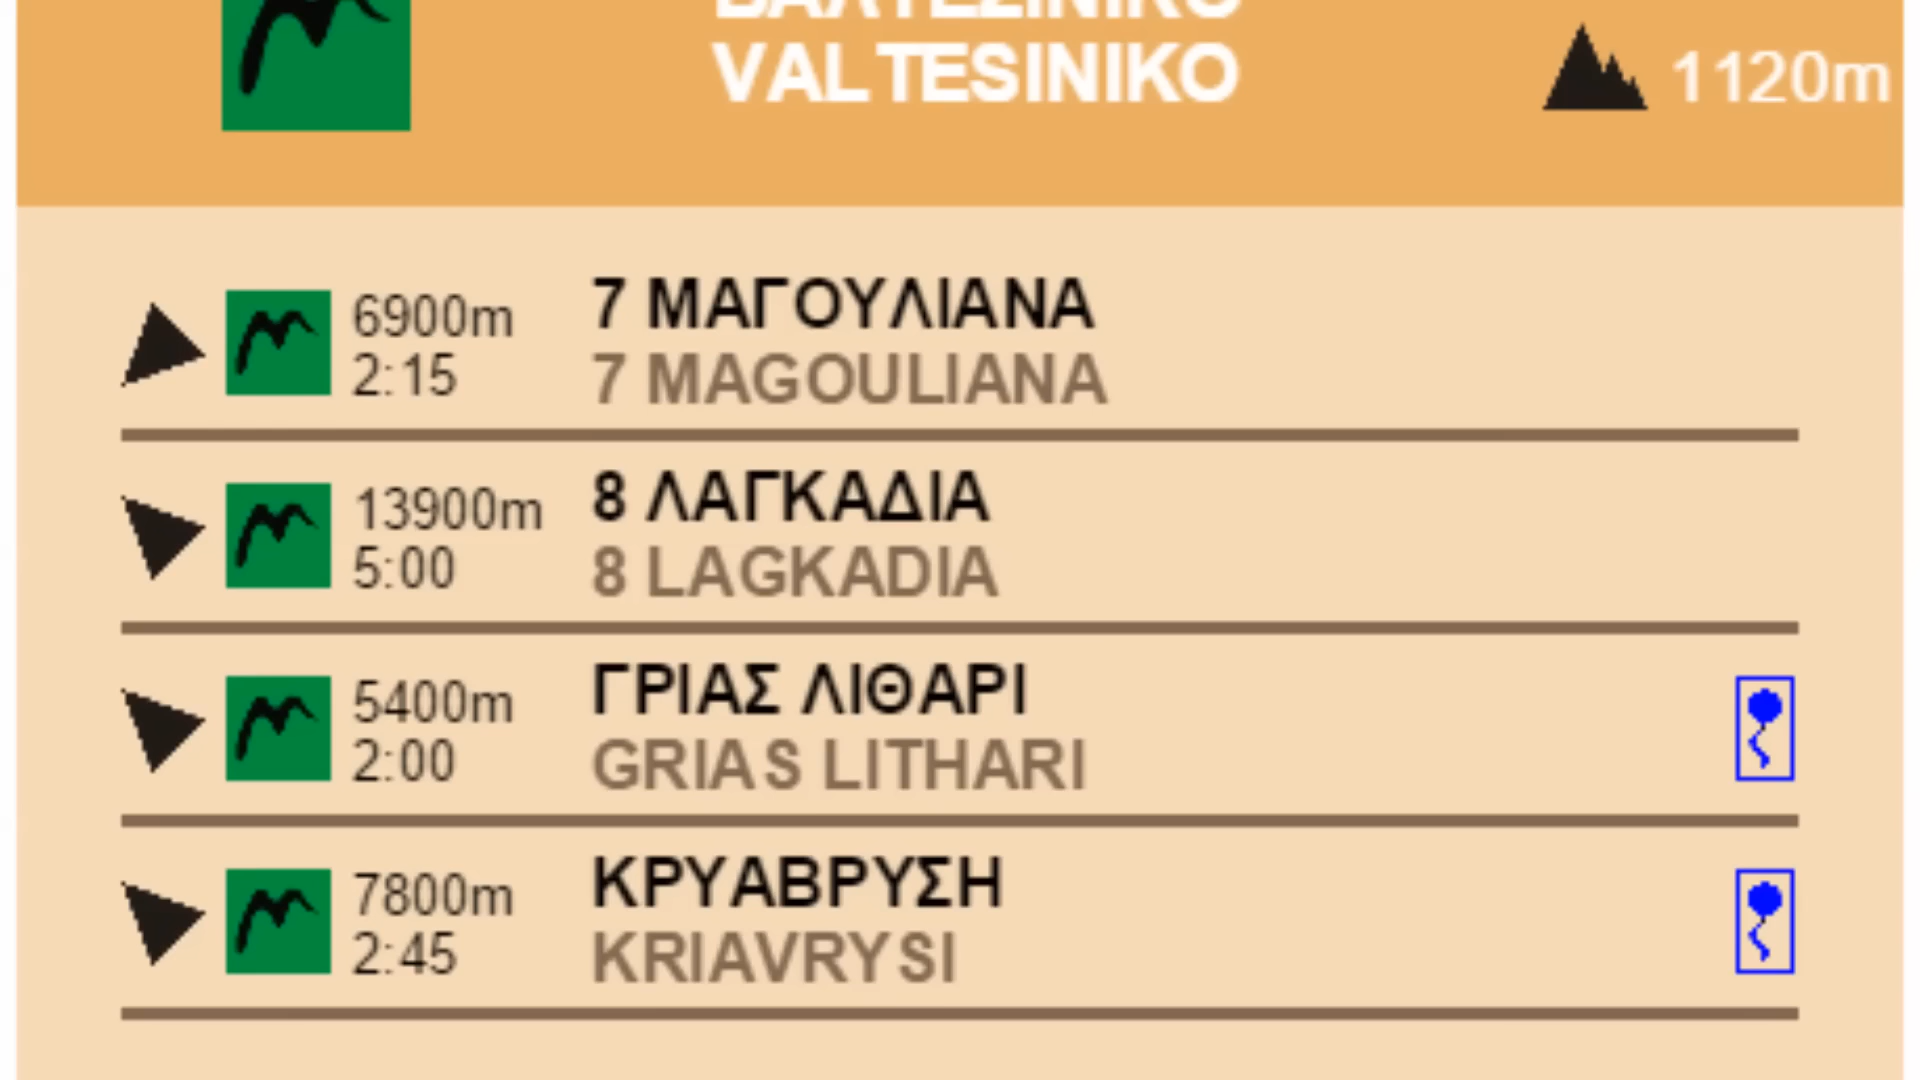 ΒΑΛΤΕΖΙΝΙΚΟ
VALTESINIKO
1120m
6900m
2:15
7 ΜΑΓΟΥΛΙΑΝΑ
7 MAGOULIANA
13900m
5:00
8 ΛΑΓΚΑΔΙΑ
8 LAGKADIA
5400m
2:00
ΓΡΙΑΣ ΛΙΘΑΡΙ
GRIAS LITHARI
7800m
2:45
ΚΡΥΑΒΡΥΣΗ
KRIAVRYSI